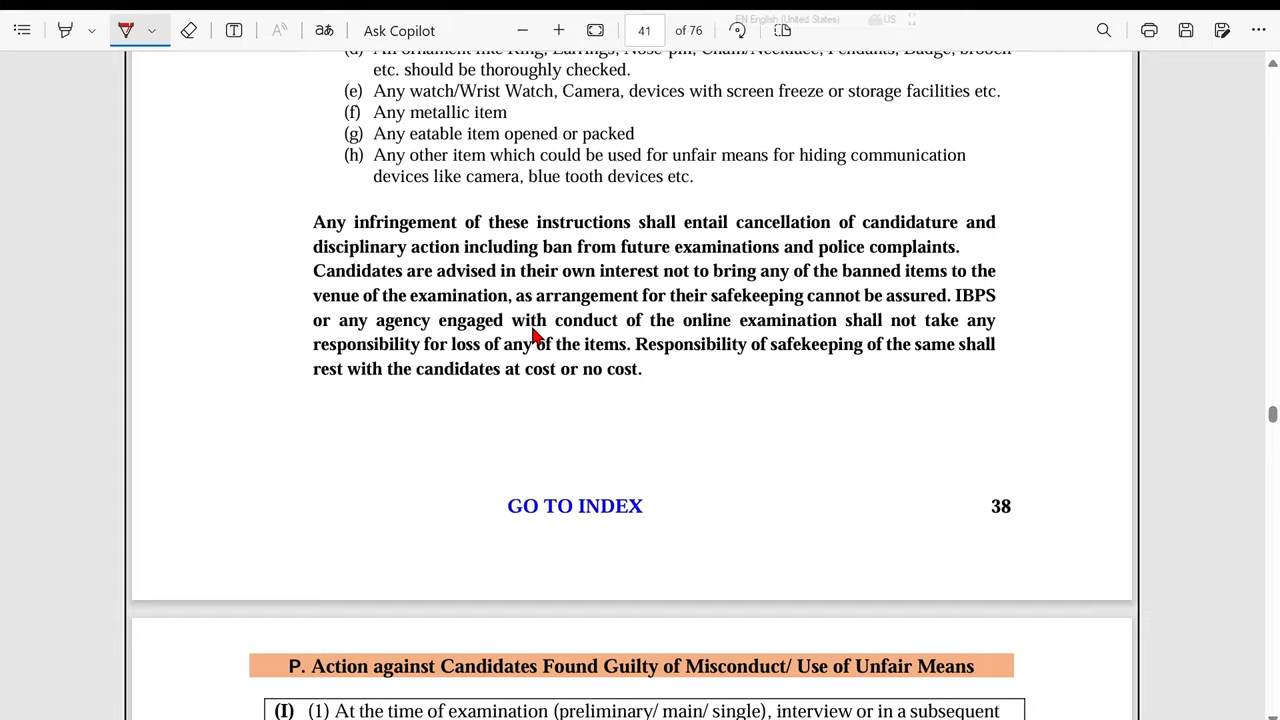 Ask Copilot
41
of 76
EN English (United States)
US
(d) An ornament like Ring, Earrings, Nose-pin, Chain/Necklace, Pendants, Badge, brooch
etc. should be thoroughly checked.
(e) Any watch/Wrist Watch, Camera, devices with screen freeze or storage facilities etc.
(f) Any metallic item
(g) Any eatable item opened or packed
(h) Any other item which could be used for unfair means for hiding communication
devices like camera, blue tooth devices etc.
Any infringement of these instructions shall entail cancellation of candidature and
disciplinary action including ban from future examinations and police complaints.
Candidates are advised in their own interest not to bring any of the banned items to the
venue of the examination, as arrangement for their safekeeping cannot be assured. IBPS
or any agency engaged with conduct of the online examination shall not take any
responsibility for loss of any of the items. Responsibility of safekeeping of the same shall
rest with the candidates at cost or no cost.
GO TO INDEX
38
P. Action against Candidates Found Guilty of Misconduct/ Use of Unfair Means
(I) (1) At the time of examination (preliminary/ main/ single), interview or in a subsequent